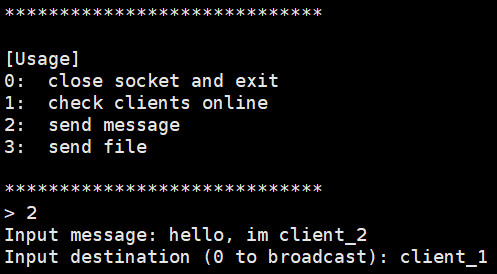 *****************************
[Usage]
0:  close socket and exit
1:  check clients online
2:  send message
3:  send file
*****************************
> 2
Input message: hello, im client_2
Input destination (0 to broadcast): client_1